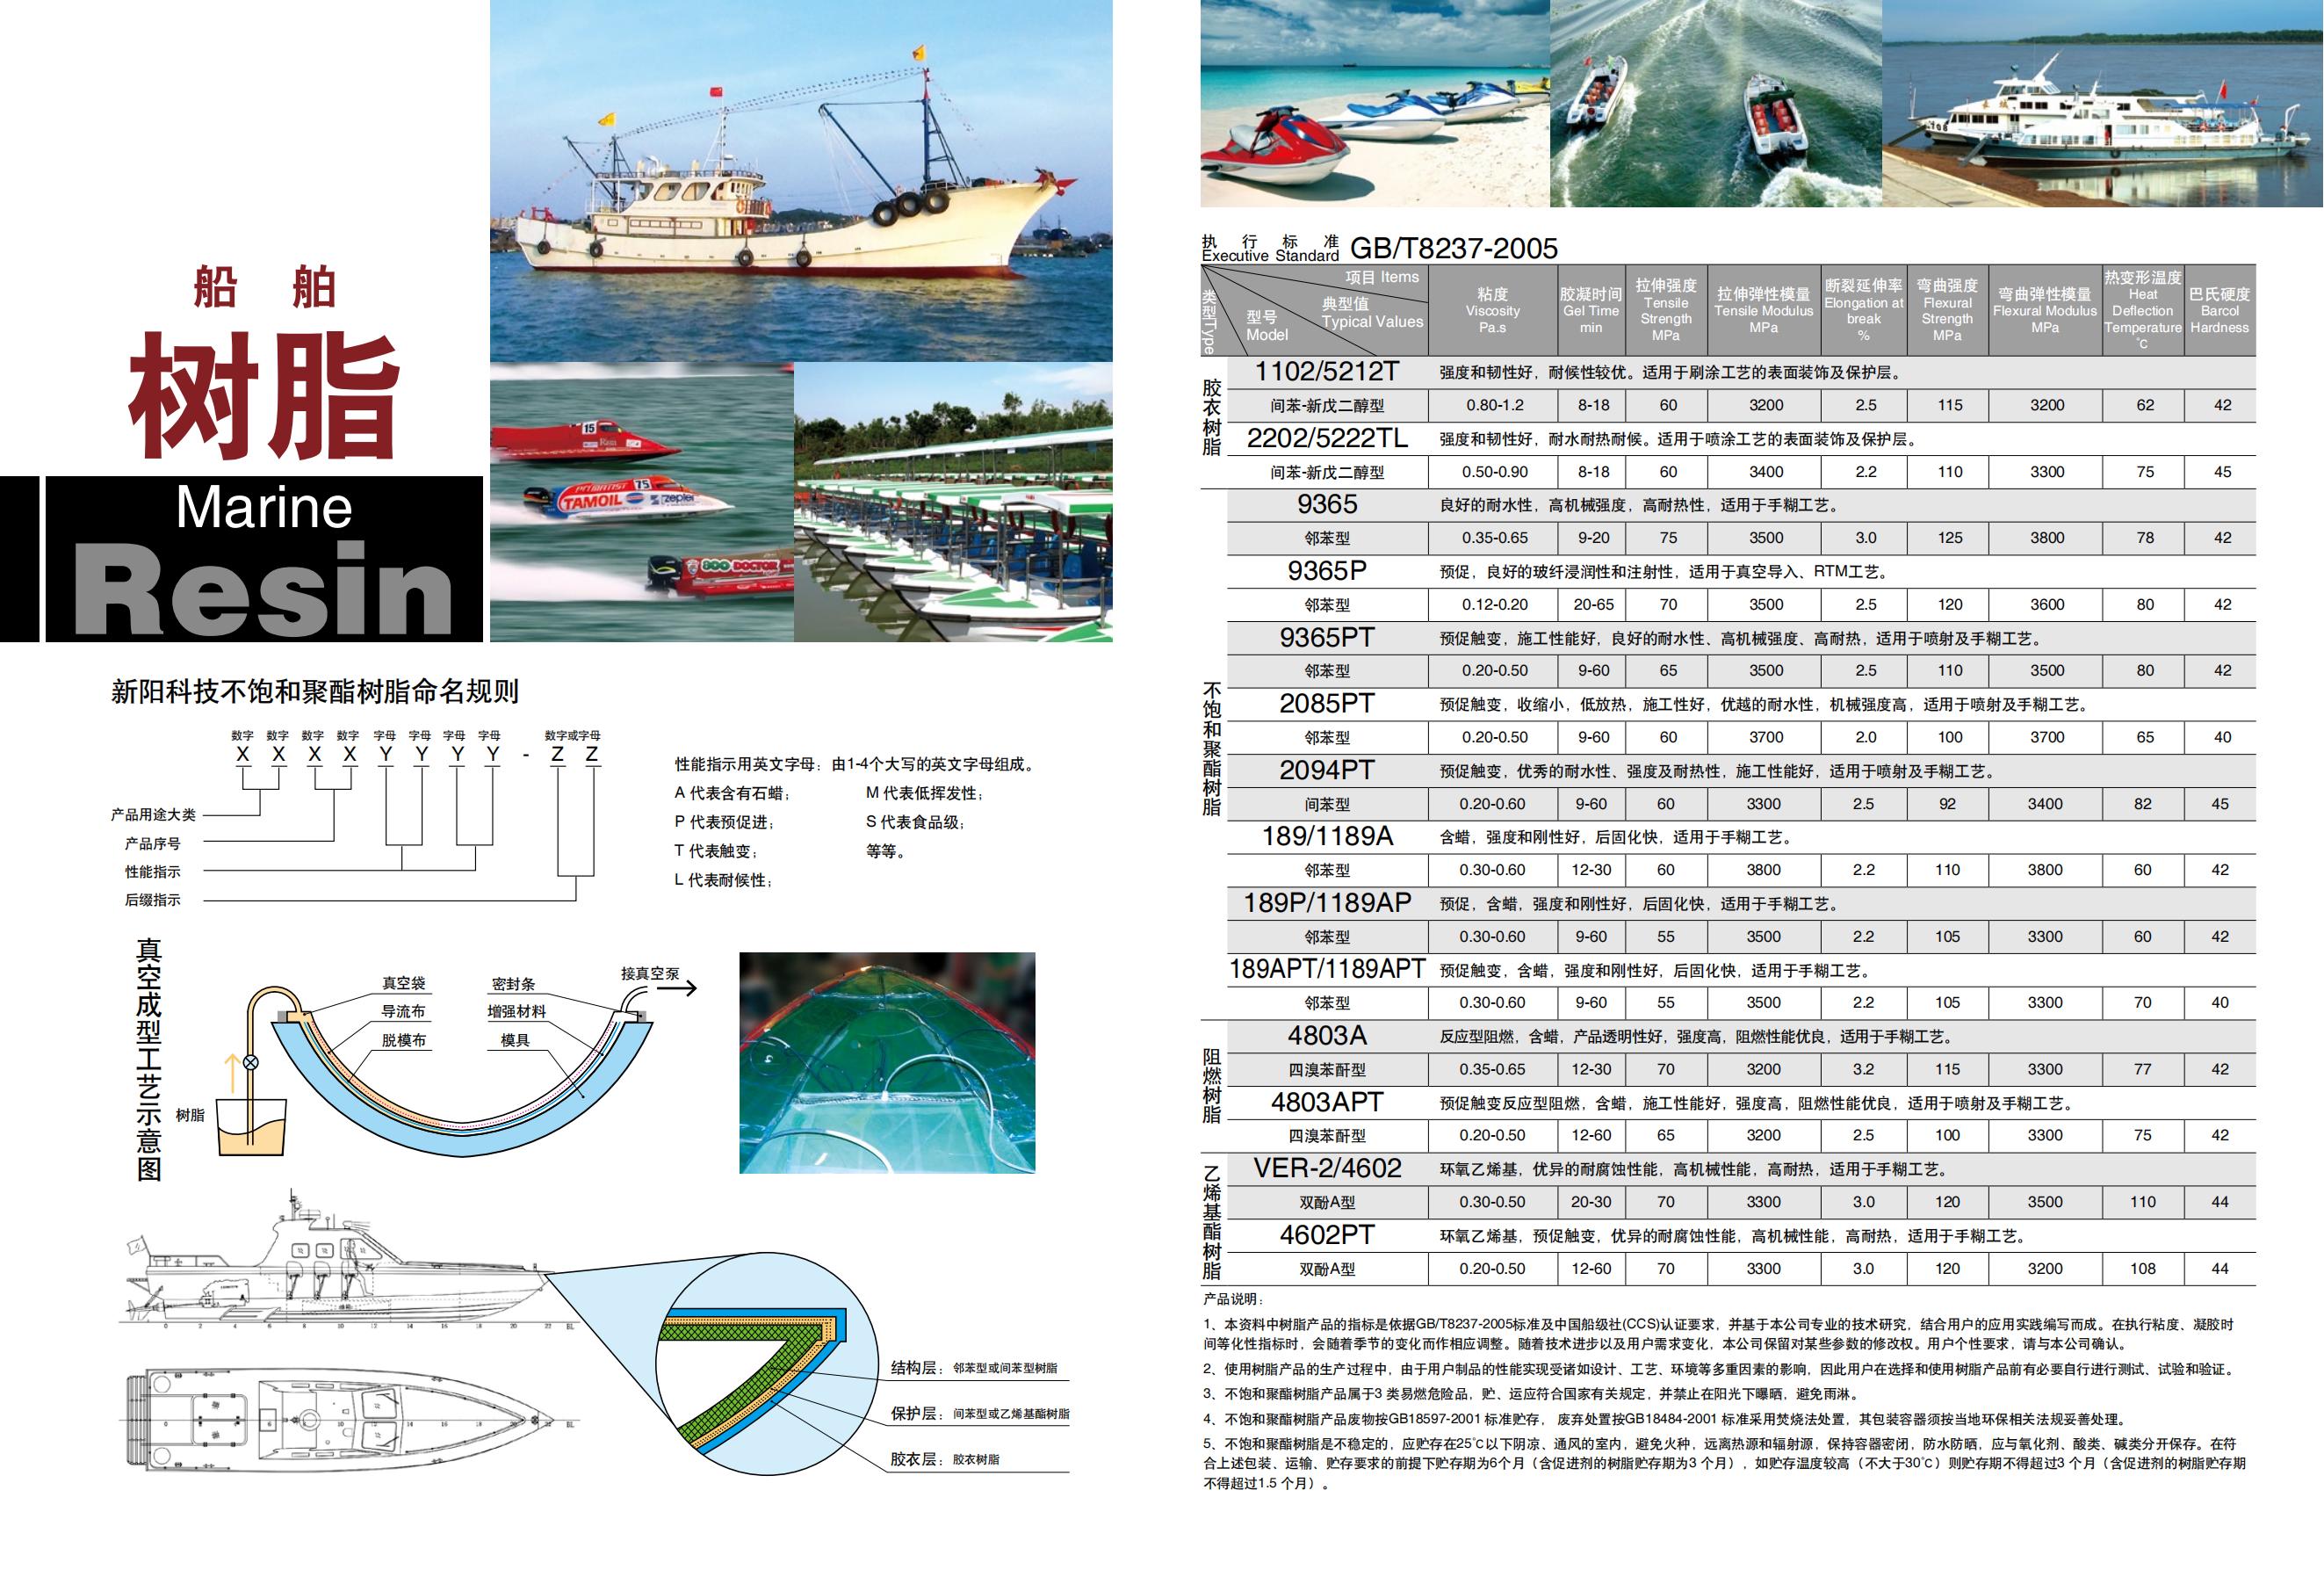 船 舶
树脂
Marine
Resin
15
75
TAMOIL
zepter
800 DOCTOR
新阳科技不饱和聚酯树脂命名规则
数字 数字 数字 数字 字母 字母 字母 字母 数字或字母
X X X X Y Y Y Y - Z Z
产品用途大类
产品序号
性能指示
后缀指示
性能指示用英文字母：由1-4个大写的英文字母组成。
A 代表含有石蜡； M 代表低挥发性；
P 代表预促进； S 代表食品级；
T 代表触变； 等等。
L 代表耐候性；
真空成型工艺示意图
接真空泵
真空袋 密封条
导流布 增强材料
脱模布 模具
树脂
0 2 4 6 8 10 12 14 16 18 20 22 BL
结构层：邻苯型或间苯型树脂
保护层：间苯型或乙烯基酯树脂
胶衣层：胶衣树脂
执 行 标 准
Executive Standard GB/T8237-2005
类型Type
型号
Model
项目 Items
典型值
Typical Values
粘度 Viscosity Pa.s
胶凝时间 Gel Time min
拉伸强度 Tensile Strength MPa
拉伸弹性模量 Tensile Modulus MPa
断裂延伸率 Elongation at break %
弯曲强度 Flexural Strength MPa
弯曲弹性模量 Flexural Modulus MPa
热变形温度 Heat Deflection Temperature ℃
巴氏硬度 Barcol Hardness
胶衣树脂
1102/5212T 强度和韧性好，耐候性较优。适用于刷涂工艺的表面装饰及保护层。
间苯-新戊二醇型 0.80-1.2 8-18 60 3200 2.5 115 3200 62 42
2202/5222TL 强度和韧性好，耐水耐热耐候。适用于喷涂工艺的表面装饰及保护层。
间苯-新戊二醇型 0.50-0.90 8-18 60 3400 2.2 110 3300 75 45
不饱和聚酯树脂
9365 良好的耐水性，高机械强度，高耐热性，适用于手糊工艺。
邻苯型 0.35-0.65 9-20 75 3500 3.0 125 3800 78 42
9365P 预促，良好的玻纤浸润性和注射性，适用于真空导入、RTM工艺。
邻苯型 0.12-0.20 20-65 70 3500 2.5 120 3600 80 42
9365PT 预促触变，施工性能好，良好的耐水性、高机械强度、高耐热，适用于喷射及手糊工艺。
邻苯型 0.20-0.50 9-60 65 3500 2.5 110 3500 80 42
2085PT 预促触变，收缩小，低放热，施工性好，优越的耐水性，机械强度高，适用于喷射及手糊工艺。
邻苯型 0.20-0.50 9-60 60 3700 2.0 100 3700 65 40
2094PT 预促触变，优秀的耐水性、强度及耐热性，施工性能好，适用于喷射及手糊工艺。
间苯型 0.20-0.60 9-60 60 3300 2.5 92 3400 82 45
189/1189A 含蜡，强度和刚性好，后固化快，适用于手糊工艺。
邻苯型 0.30-0.60 12-30 60 3800 2.2 110 3800 60 42
189P/1189AP 预促，含蜡，强度和刚性好，后固化快，适用于手糊工艺。
邻苯型 0.30-0.60 9-60 55 3500 2.2 105 3300 60 42
189APT/1189APT 预促触变，含蜡，强度和刚性好，后固化快，适用于手糊工艺。
邻苯型 0.30-0.60 9-60 55 3500 2.2 105 3300 70 40
阻燃树脂
4803A 反应型阻燃，含蜡，产品透明性好，强度高，阻燃性能优良，适用于手糊工艺。
四溴苯酐型 0.35-0.65 12-30 70 3200 3.2 115 3300 77 42
4803APT 预促触变反应型阻燃，含蜡，施工性能好，强度高，阻燃性能优良，适用于喷射及手糊工艺。
四溴苯酐型 0.20-0.50 12-60 65 3200 2.5 100 3300 75 42
乙烯基酯树脂
VER-2/4602 环氧乙烯基，优异的耐腐蚀性能，高机械性能，高耐热，适用于手糊工艺。
双酚A型 0.30-0.50 20-30 70 3300 3.0 120 3500 110 44
4602PT 环氧乙烯基，预促触变，优异的耐腐蚀性能，高机械性能，高耐热，适用于手糊工艺。
双酚A型 0.20-0.50 12-60 70 3300 3.0 120 3200 108 44
产品说明：
1、本资料中树脂产品的指标是依据GB/T8237-2005标准及中国船级社(CCS)认证要求，并基于本公司专业的技术研究，结合用户的应用实践编写而成。在执行粘度、凝胶时
间等化性指标时，会随着季节的变化而作相应调整。随着技术进步以及用户需求变化，本公司保留对某些参数的修改权。用户个性要求，请与本公司确认。
2、使用树脂产品的生产过程中，由于用户制品的性能实现受诸如设计、工艺、环境等多重因素的影响，因此用户在选择和使用树脂产品前有必要自行进行测试、试验和验证。
3、不饱和聚酯树脂产品属于3 类易燃危险品，贮、运应符合国家有关规定，并禁止在阳光下曝晒，避免雨淋。
4、不饱和聚酯树脂产品废物按GB18597-2001 标准贮存， 废弃处置按GB18484-2001 标准采用焚烧法处置，其包装容器须按当地环保相关法规妥善处理。
5、不饱和聚酯树脂是不稳定的，应贮存在25℃以下阴凉、通风的室内，避免火种，远离热源和辐射源，保持容器密闭，防水防晒，应与氧化剂、酸类、碱类分开保存。在符
合上述包装、运输、贮存要求的前提下贮存期为6个月（含促进剂的树脂贮存期为3 个月），如贮存温度较高（不大于30℃）则贮存期不得超过3 个月（含促进剂的树脂贮存期
不得超过1.5 个月）。